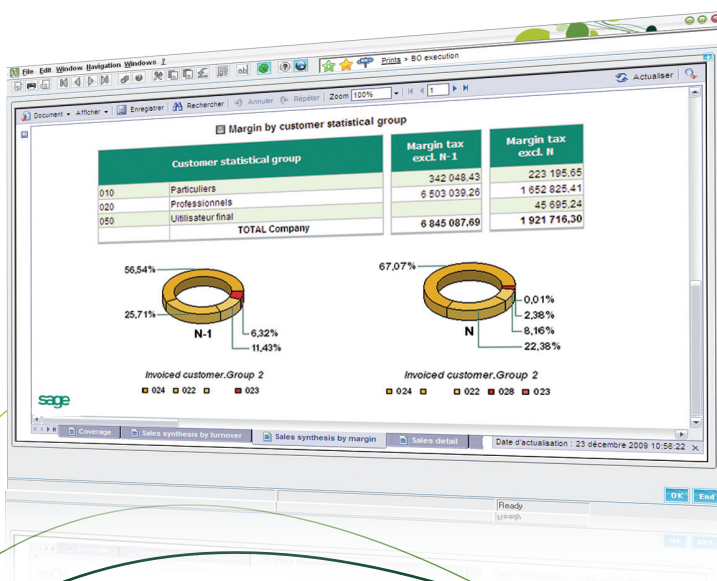 File Edit Window Navigation Windows ?
Prints > BO execution
Document Afficher Enregistrer Rechercher Annuler Répéter Zoom 100% 1 Actualiser
Margin by customer statistical group
Customer statistical group Margin tax excl. N-1 Margin tax excl. N
010 Particuliers 342 048,43 223 195,65
020 Professionnels 6 503 039,26 1 652 825,41
050 Uitilisateur final 45 695,24
TOTAL Company 6 845 087,69 1 921 716,30
56,54%
25,71%
6,32%
11,43%
N-1
67,07%
0,01%
2,38%
8,16%
22,38%
N
Invoiced customer.Group 2
024 022 023
Invoiced customer.Group 2
024 022 028 023
sage
Coverage Sales synthesis by turnover Sales synthesis by margin Sales detail Date d'actualisation : 23 décembre 2009 10:56:22
OK End
Ready